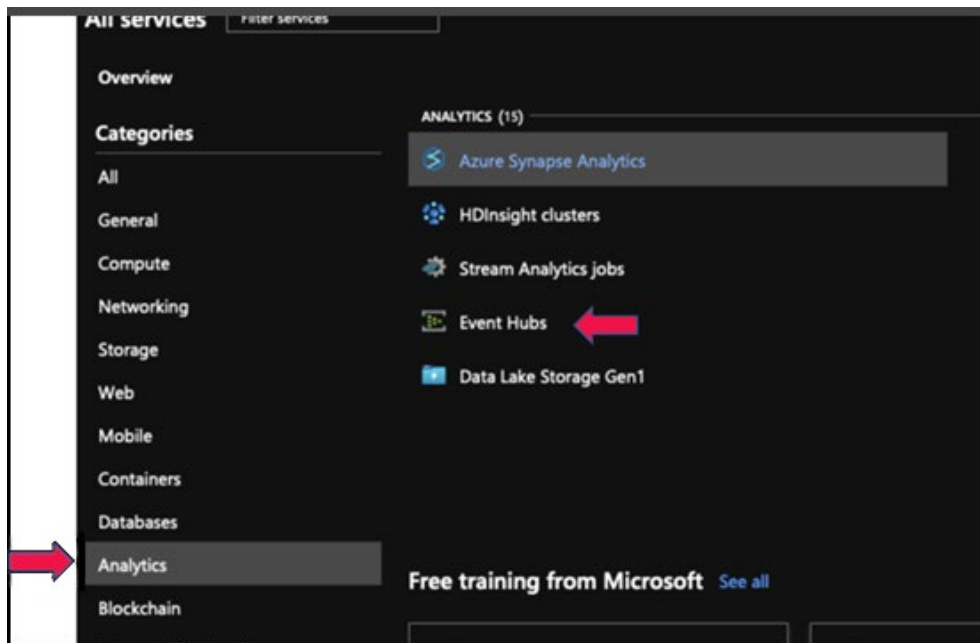 All services
Filter services
Overview
Categories
All
General
Compute
Networking
Storage
Web
Mobile
Containers
Databases
Analytics
Blockchain
ANALYTICS (15)
Azure Synapse Analytics
HDInsight clusters
Stream Analytics jobs
Event Hubs
Data Lake Storage Gen1
Free training from Microsoft See all